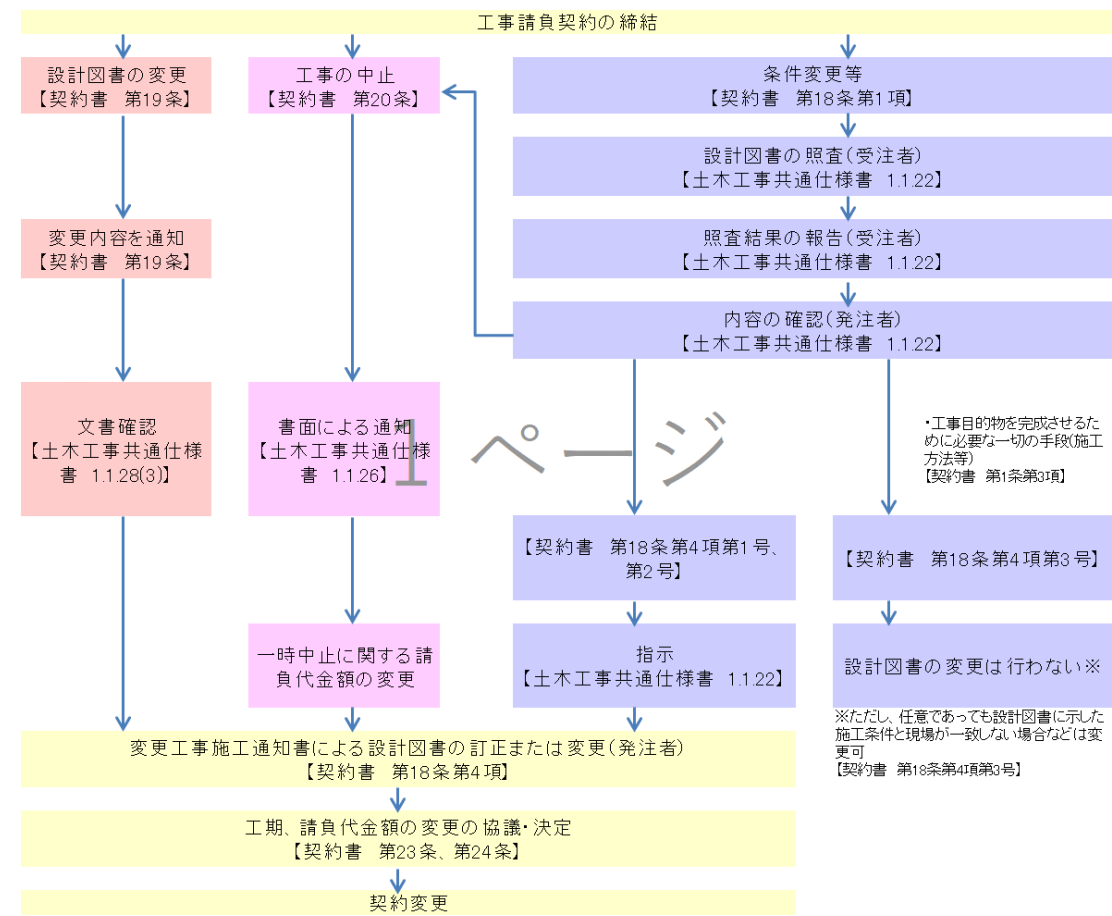 工事請負契約の締結
設計図書の変更
【契約書 第19条】
工事の中止
【契約書 第20条】
条件変更等
【契約書 第18条第1項】
設計図書の照査(受注者)
【土木工事共通仕様書 1.1.22】
変更内容を通知
【契約書 第19条】
照査結果の報告(受注者)
【土木工事共通仕様書 1.1.22】
内容の確認(発注者)
【土木工事共通仕様書 1.1.22】
文書確認
【土木工事共通仕様
書 1.1.28(3)】
書面による通知
【土木工事共通仕様
書 1.1.26】
1 ページ
・工事目的物を完成させるた
めに必要な一切の手段(施工
方法等)
【契約書 第1条第3項】
【契約書 第18条第4項第1号、
第2号】
【契約書 第18条第4項第3号】
一時中止に関する請
負代金額の変更
指示
【土木工事共通仕様書 1.1.22】
設計図書の変更は行わない※
※ただし、任意であっても設計図書に示した
施工条件と現場が一致しない場合などは変
更可
【契約書 第18条第4項第3号】
変更工事施工通知書による設計図書の訂正または変更(発注者)
【契約書 第18条第4項】
工期、請負代金額の変更の協議・決定
【契約書 第23条、第24条】
契約変更